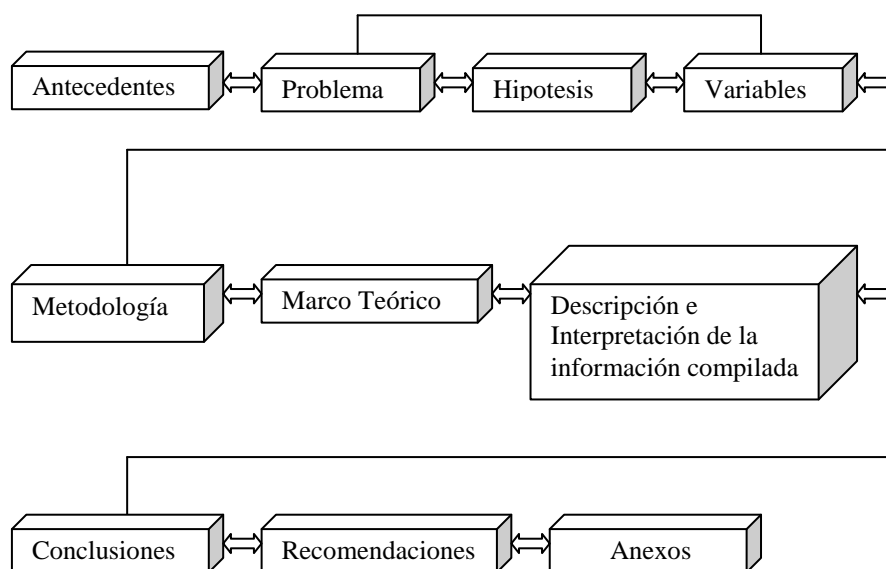 Antecedentes
Problema
Hipotesis
Variables
Metodología
Marco Teórico
Descripción e
Interpretación de la
información compilada
Conclusiones
Recomendaciones
Anexos